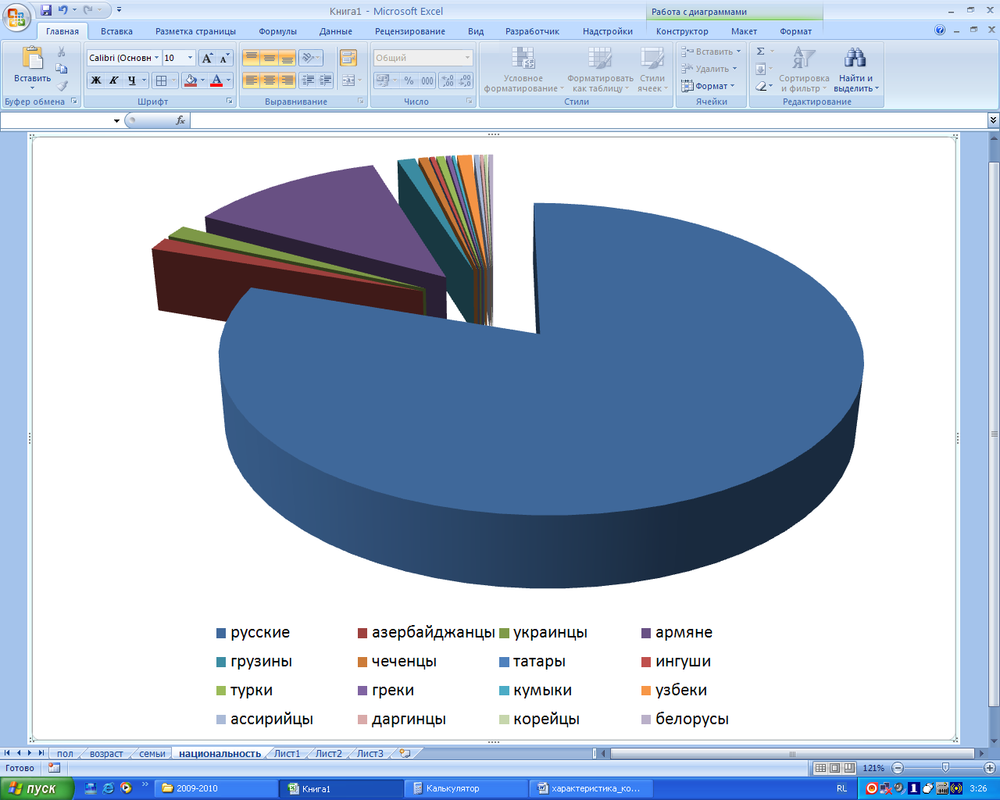 Книга1 - Microsoft Excel
Работа с диаграммами
Главная Вставка Разметка страницы Формулы Данные Рецензирование Вид Разработчик Надстройки Конструктор Макет Формат
Calibri (Основн 10 Общий
Вставить
Ж К Ч
% 000
Условное форматирование
Форматировать как таблицу
Стили ячеек
Вставить
Удалить
Формат
Сортировка и фильтр
Найти и выделить
Буфер обмена Шрифт Выравнивание Число Стили Ячейки Редактирование
fx
русские азербайджанцы украинцы армяне
грузины чеченцы татары ингуши
турки греки кумыки узбеки
ассирийцы даргинцы корейцы белорусы
пол возраст семьи национальность Лист1 Лист2 Лист3
Готово 121%
пуск 2009-2010 Книга1 Калькулятор характеристика_ко... RL 3:26